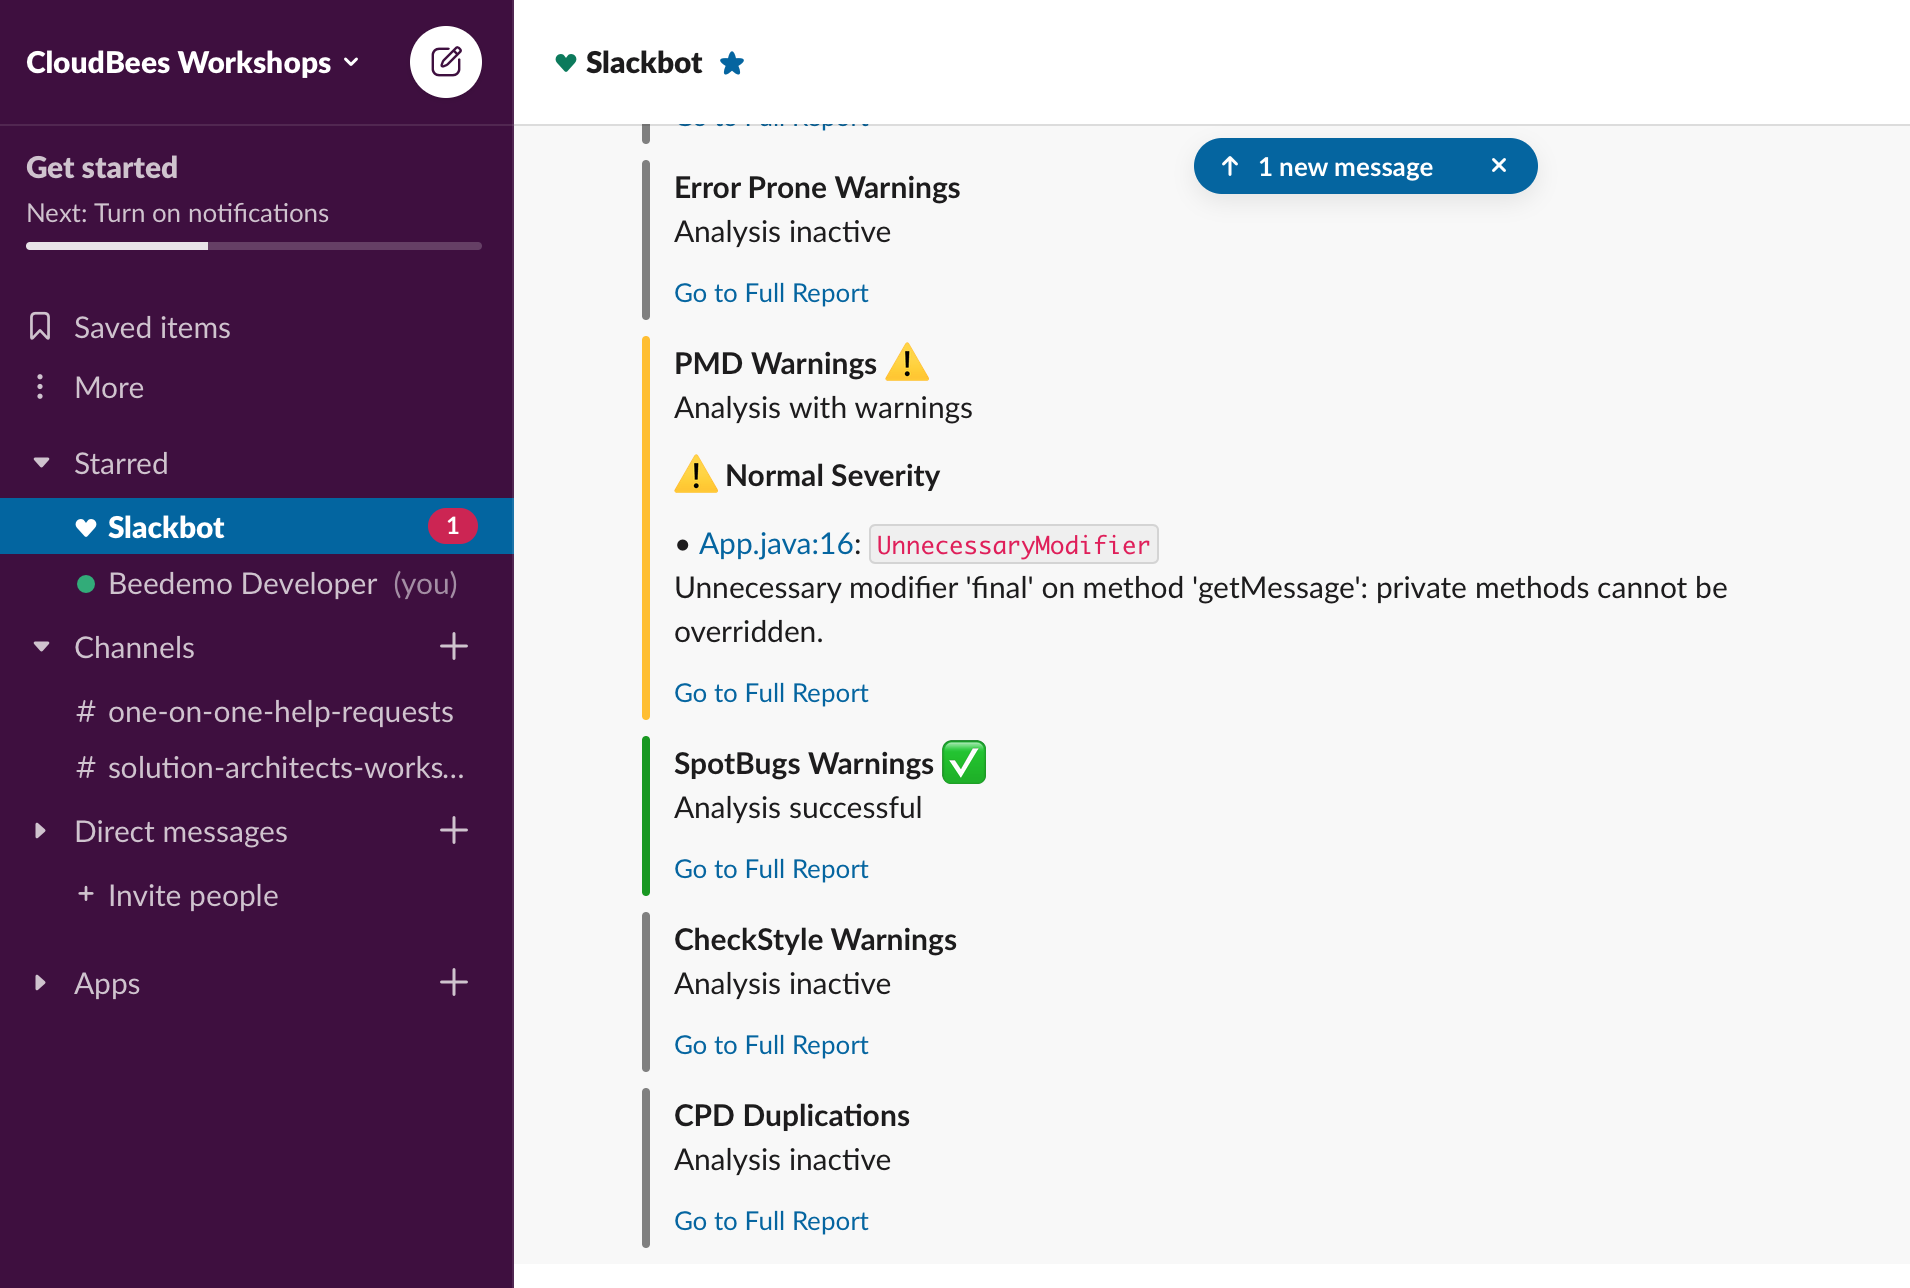 CloudBees Workshops
Get started
Next: Turn on notifications
Saved items
More
Starred
Slackbot 1
Beedemo Developer (you)
Channels
# one-on-one-help-requests
# solution-architects-works...
Direct messages
+ Invite people
Apps
Slackbot
Go to Full Report
↑ 1 new message ×
Error Prone Warnings
Analysis inactive
Go to Full Report
PMD Warnings
Analysis with warnings
Normal Severity
• App.java:16: UnnecessaryModifier
Unnecessary modifier 'final' on method 'getMessage': private methods cannot be
overridden.
Go to Full Report
SpotBugs Warnings
Analysis successful
Go to Full Report
CheckStyle Warnings
Analysis inactive
Go to Full Report
CPD Duplications
Analysis inactive
Go to Full Report